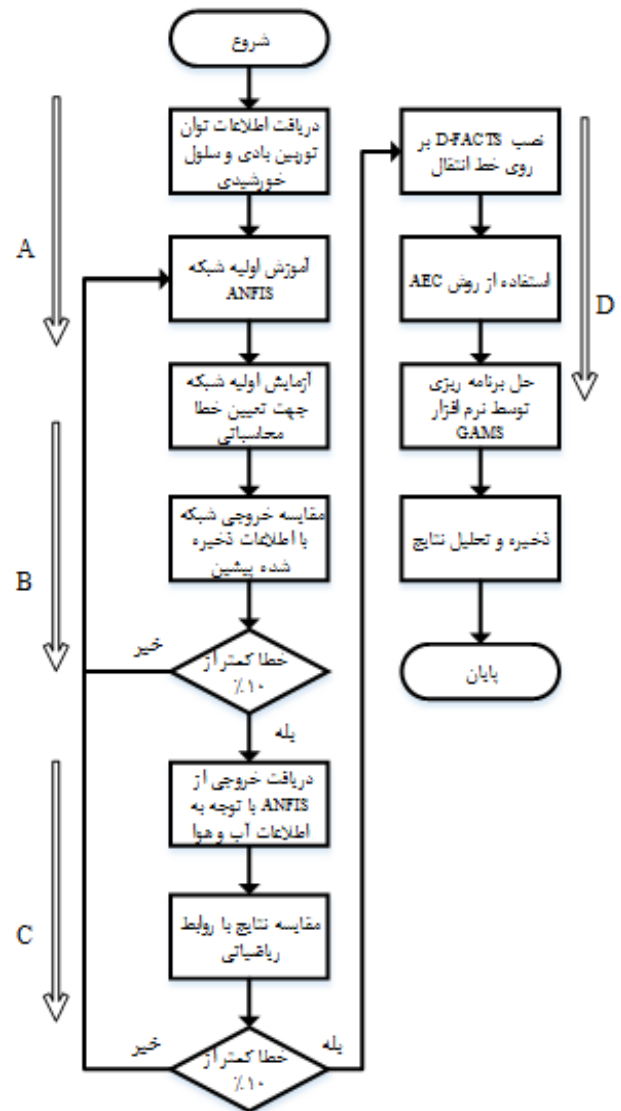 شروع
دریافت اطلاعات توان
توربین بادی و سلول
خورشیدی
A
آموزش اولیه شبکه
ANFIS
آزمایش اولیه شبکه
جهت تعیین خطا
محاسباتی
مقایسه خروجی شبکه
با اطلاعات ذخیره
شده پیشین
B
خیر
خطا کمتر از
٪۱۰
بله
دریافت خروجی از
ANFIS با توجه به
اطلاعات آب و هوا
مقایسه نتایج با روابط
ریاضیاتی
C
خیر
خطا کمتر از
٪۱۰
بله
نصب D-FACTS بر
روی خط انتقال
استفاده از روش AEC
D
حل برنامه ریزی
توسط نرم افزار
GAMS
ذخیره و تحلیل نتایج
پایان